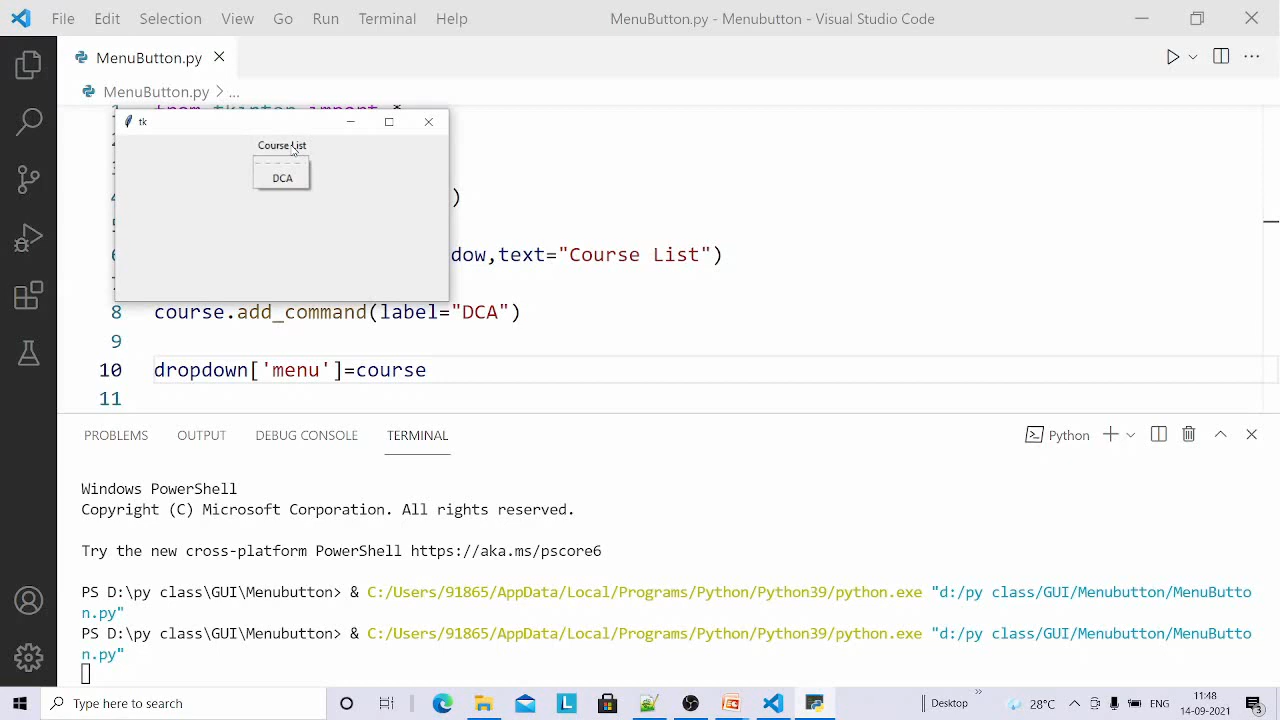 File Edit Selection View Go Run Terminal Help MenuButton.py - Menubutton - Visual Studio Code
MenuButton.py
MenuButton.py > ...
tk
Course List
DCA
)
dow,text="Course List")
8 course.add_command(label="DCA")
9
10 dropdown['menu']=course
11
PROBLEMS OUTPUT DEBUG CONSOLE TERMINAL Python
Windows PowerShell
Copyright (C) Microsoft Corporation. All rights reserved.
Try the new cross-platform PowerShell https://aka.ms/pscore6
PS D:\py class\GUI\Menubutton> & C:/Users/91865/AppData/Local/Programs/Python/Python39/python.exe "d:/py class/GUI/Menubutton/MenuButto
n.py"
PS D:\py class\GUI\Menubutton> & C:/Users/91865/AppData/Local/Programs/Python/Python39/python.exe "d:/py class/GUI/Menubutton/MenuButto
n.py"
Type here to search L Desktop » 28°C ENG 11:48
14-09-2021 3